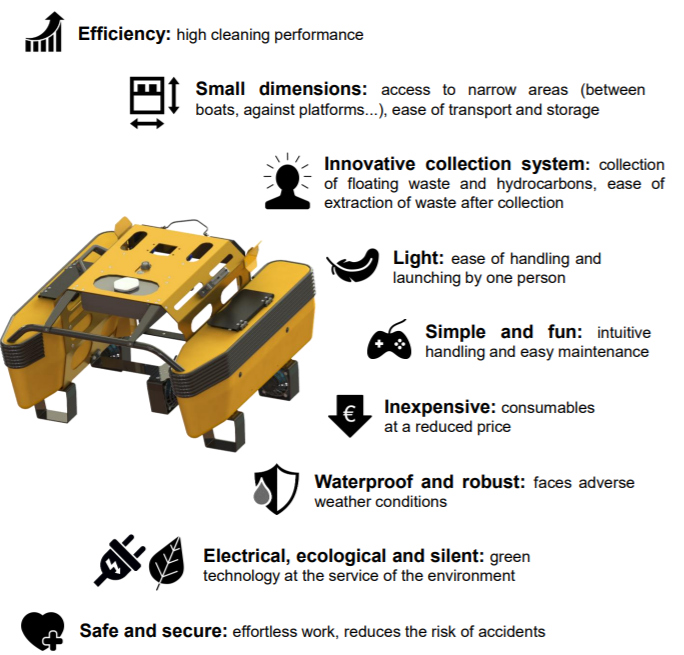 Efficiency: high cleaning performance
Small dimensions: access to narrow areas (between
boats, against platforms...), ease of transport and storage
Innovative collection system: collection
of floating waste and hydrocarbons, ease of
extraction of waste after collection
Light: ease of handling and
launching by one person
Simple and fun: intuitive
handling and easy maintenance
€
Inexpensive: consumables
at a reduced price
Waterproof and robust: faces adverse
weather conditions
Electrical, ecological and silent: green
technology at the service of the environment
Safe and secure: effortless work, reduces the risk of accidents